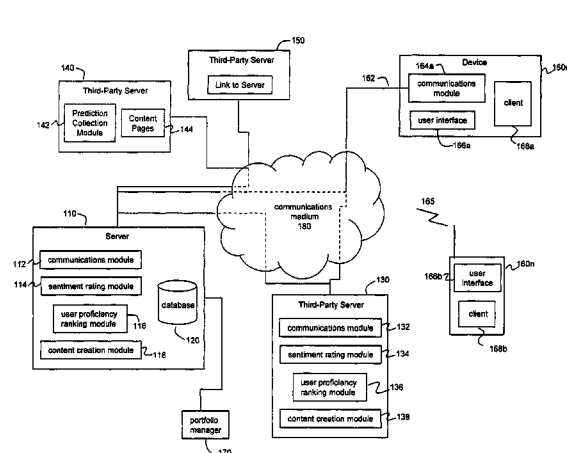 150
Third-Party Server
Link to Server
140
Third-Party Server
142
Prediction
Collection
Module
Content
Pages
144
162
Device
164a
communications
module
160a
client
user interface
166a
168a
communications
medium
180
165
110
Server
112
communications module
114
sentiment rating module
user proficiency
ranking module
116
content creation module
118
database
120
portfolio
manager
170
130
Third-Party Server
communications module
132
sentiment rating module
134
user proficiency
ranking module
136
content creation module
138
166b
user
interface
160n
client
168b